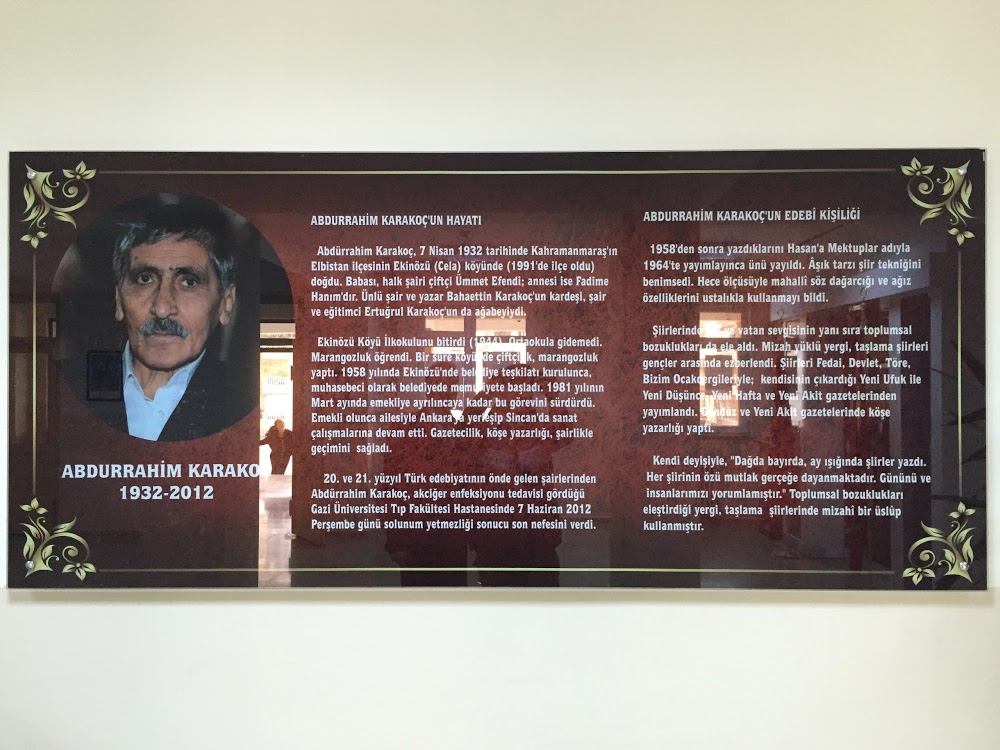 ABDURRAHİM KARAKO
1932-2012
ABDURRAHİM KARAKOÇ'UN HAYATI
Abdürrahim Karakoç, 7 Nisan 1932 tarihinde Kahramanmaraş'ın
Elbistan ilçesinin Ekinözü (Cela) köyünde (1991'de ilçe oldu)
doğdu. Babası, halk şairi çiftçi Ümmet Efendi; annesi ise Fadime
Hanım'dır. Ünlü şair ve yazar Bahaettin Karakoç'un kardeşi, şair
ve eğitimci Ertuğrul Karakoç'un da ağabeyiydi.
Ekinözü Köyü İlkokulunu bitirdi (1944). Ortaokula gidemedi.
Marangozluk öğrendi. Bir süre köyünde çiftçilik, marangozluk
yaptı. 1958 yılında Ekinözü'nde belediye teşkilatı kurulunca,
muhasebeci olarak belediyede memuriyete başladı. 1981 yılının
Mart ayında emekliye ayrılıncaya kadar bu görevini sürdürdü.
Emekli olunca ailesiyle Ankara'ya yerleşip Sincan'da sanat
çalışmalarına devam etti. Gazetecilik, köşe yazarlığı, şairlikle
geçimini sağladı.
20. ve 21. yüzyıl Türk edebiyatının önde gelen şairlerinden
Abdürrahim Karakoç, akciğer enfeksiyonu tedavisi gördüğü
Gazi Üniversitesi Tıp Fakültesi Hastanesinde 7 Haziran 2012
Perşembe günü solunum yetmezliği sonucu son nefesini verdi.
ABDURRAHİM KARAKOÇ'UN EDEBİ KİŞİLİĞİ
1958'den sonra yazdıklarını Hasan'a Mektuplar adıyla
1964'te yayımlayınca ünü yayıldı. Âşık tarzı şiir tekniğini
benimsedi. Hece ölçüsüyle mahallî söz dağarcığı ve ağız
özelliklerini ustalıkla kullanmayı bildi.
Şiirlerinde ve vatan sevgisinin yanı sıra toplumsal
bozuklukları da ele aldı. Mizah yüklü yergi, taşlama şiirleri
gençler arasında ezberlendi. Şiirleri Fedai, Devlet, Töre,
Bizim Ocakdergileriyle; kendisinin çıkardığı Yeni Ufuk ile
Yeni Düşünce, Yeni Hafta ve Yeni Akit gazetelerinden
yayımlandı. Gündüz ve Yeni Akit gazetelerinde köşe
yazarlığı yaptı.
Kendi deyişiyle, "Dağda bayırda, ay ışığında şiirler yazdı.
Her şiirinin özü mutlak gerçeğe dayanmaktadır. Gününü ve
insanlarımızı yorumlamıştır." Toplumsal bozuklukları
eleştirdiği yergi, taşlama şiirlerinde mizahî bir üslûp
kullanmıştır.